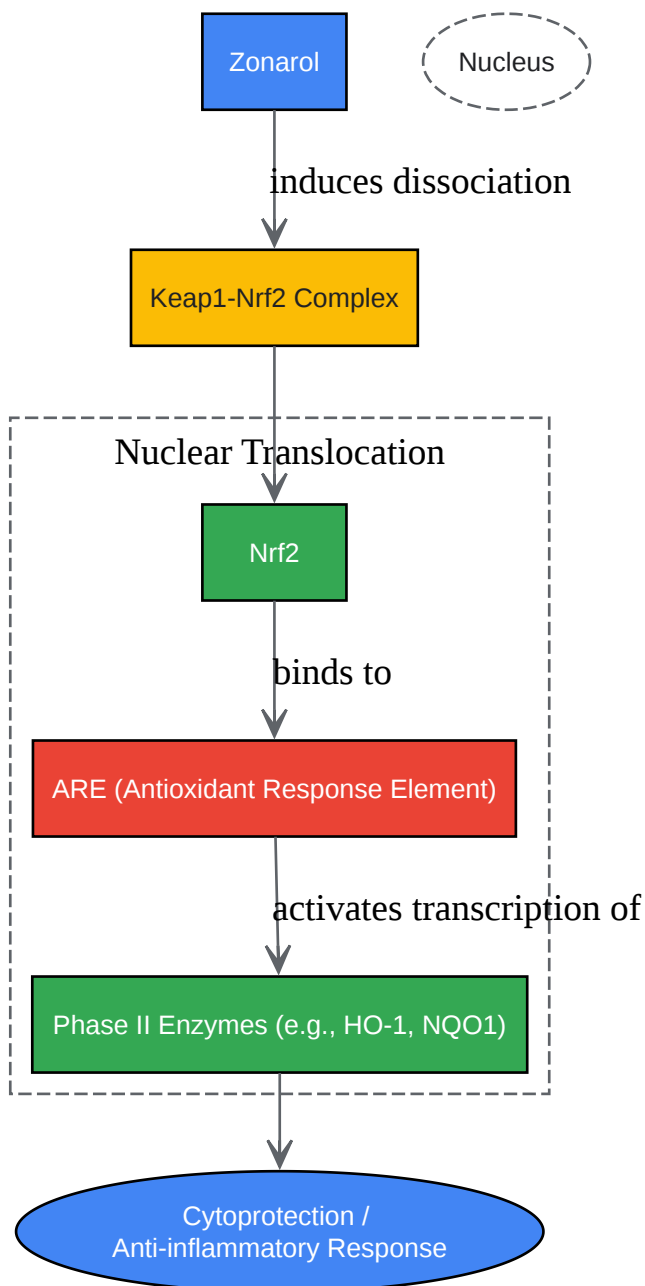 Zonarol
Nucleus
induces dissociation
Keap1-Nrf2 Complex
Nuclear Translocation
Nrf2
binds to
ARE (Antioxidant Response Element)
activates transcription of
Phase II Enzymes (e.g., HO-1, NQO1)
Cytoprotection /
Anti-inflammatory Response